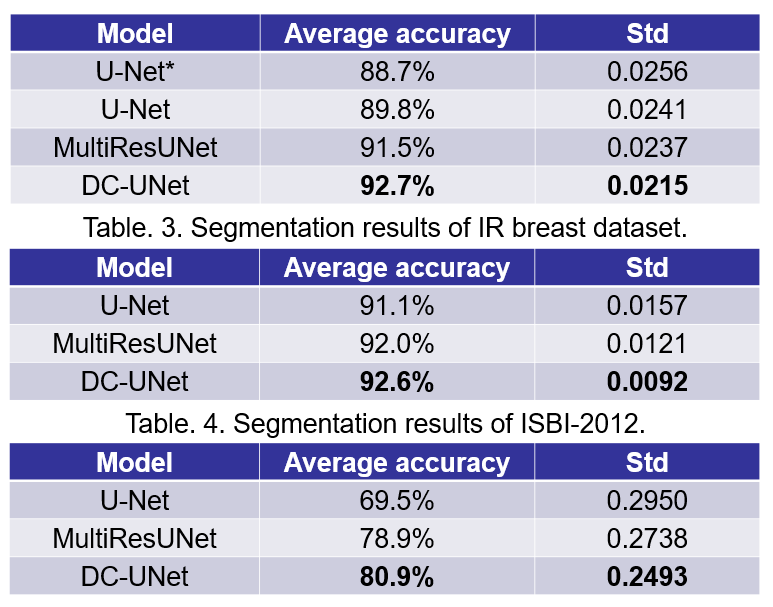 Model Average accuracy Std
U-Net* 88.7% 0.0256
U-Net 89.8% 0.0241
MultiResUNet 91.5% 0.0237
DC-UNet 92.7% 0.0215
Table. 3. Segmentation results of IR breast dataset.
Model Average accuracy Std
U-Net 91.1% 0.0157
MultiResUNet 92.0% 0.0121
DC-UNet 92.6% 0.0092
Table. 4. Segmentation results of ISBI-2012.
Model Average accuracy Std
U-Net 69.5% 0.2950
MultiResUNet 78.9% 0.2738
DC-UNet 80.9% 0.2493